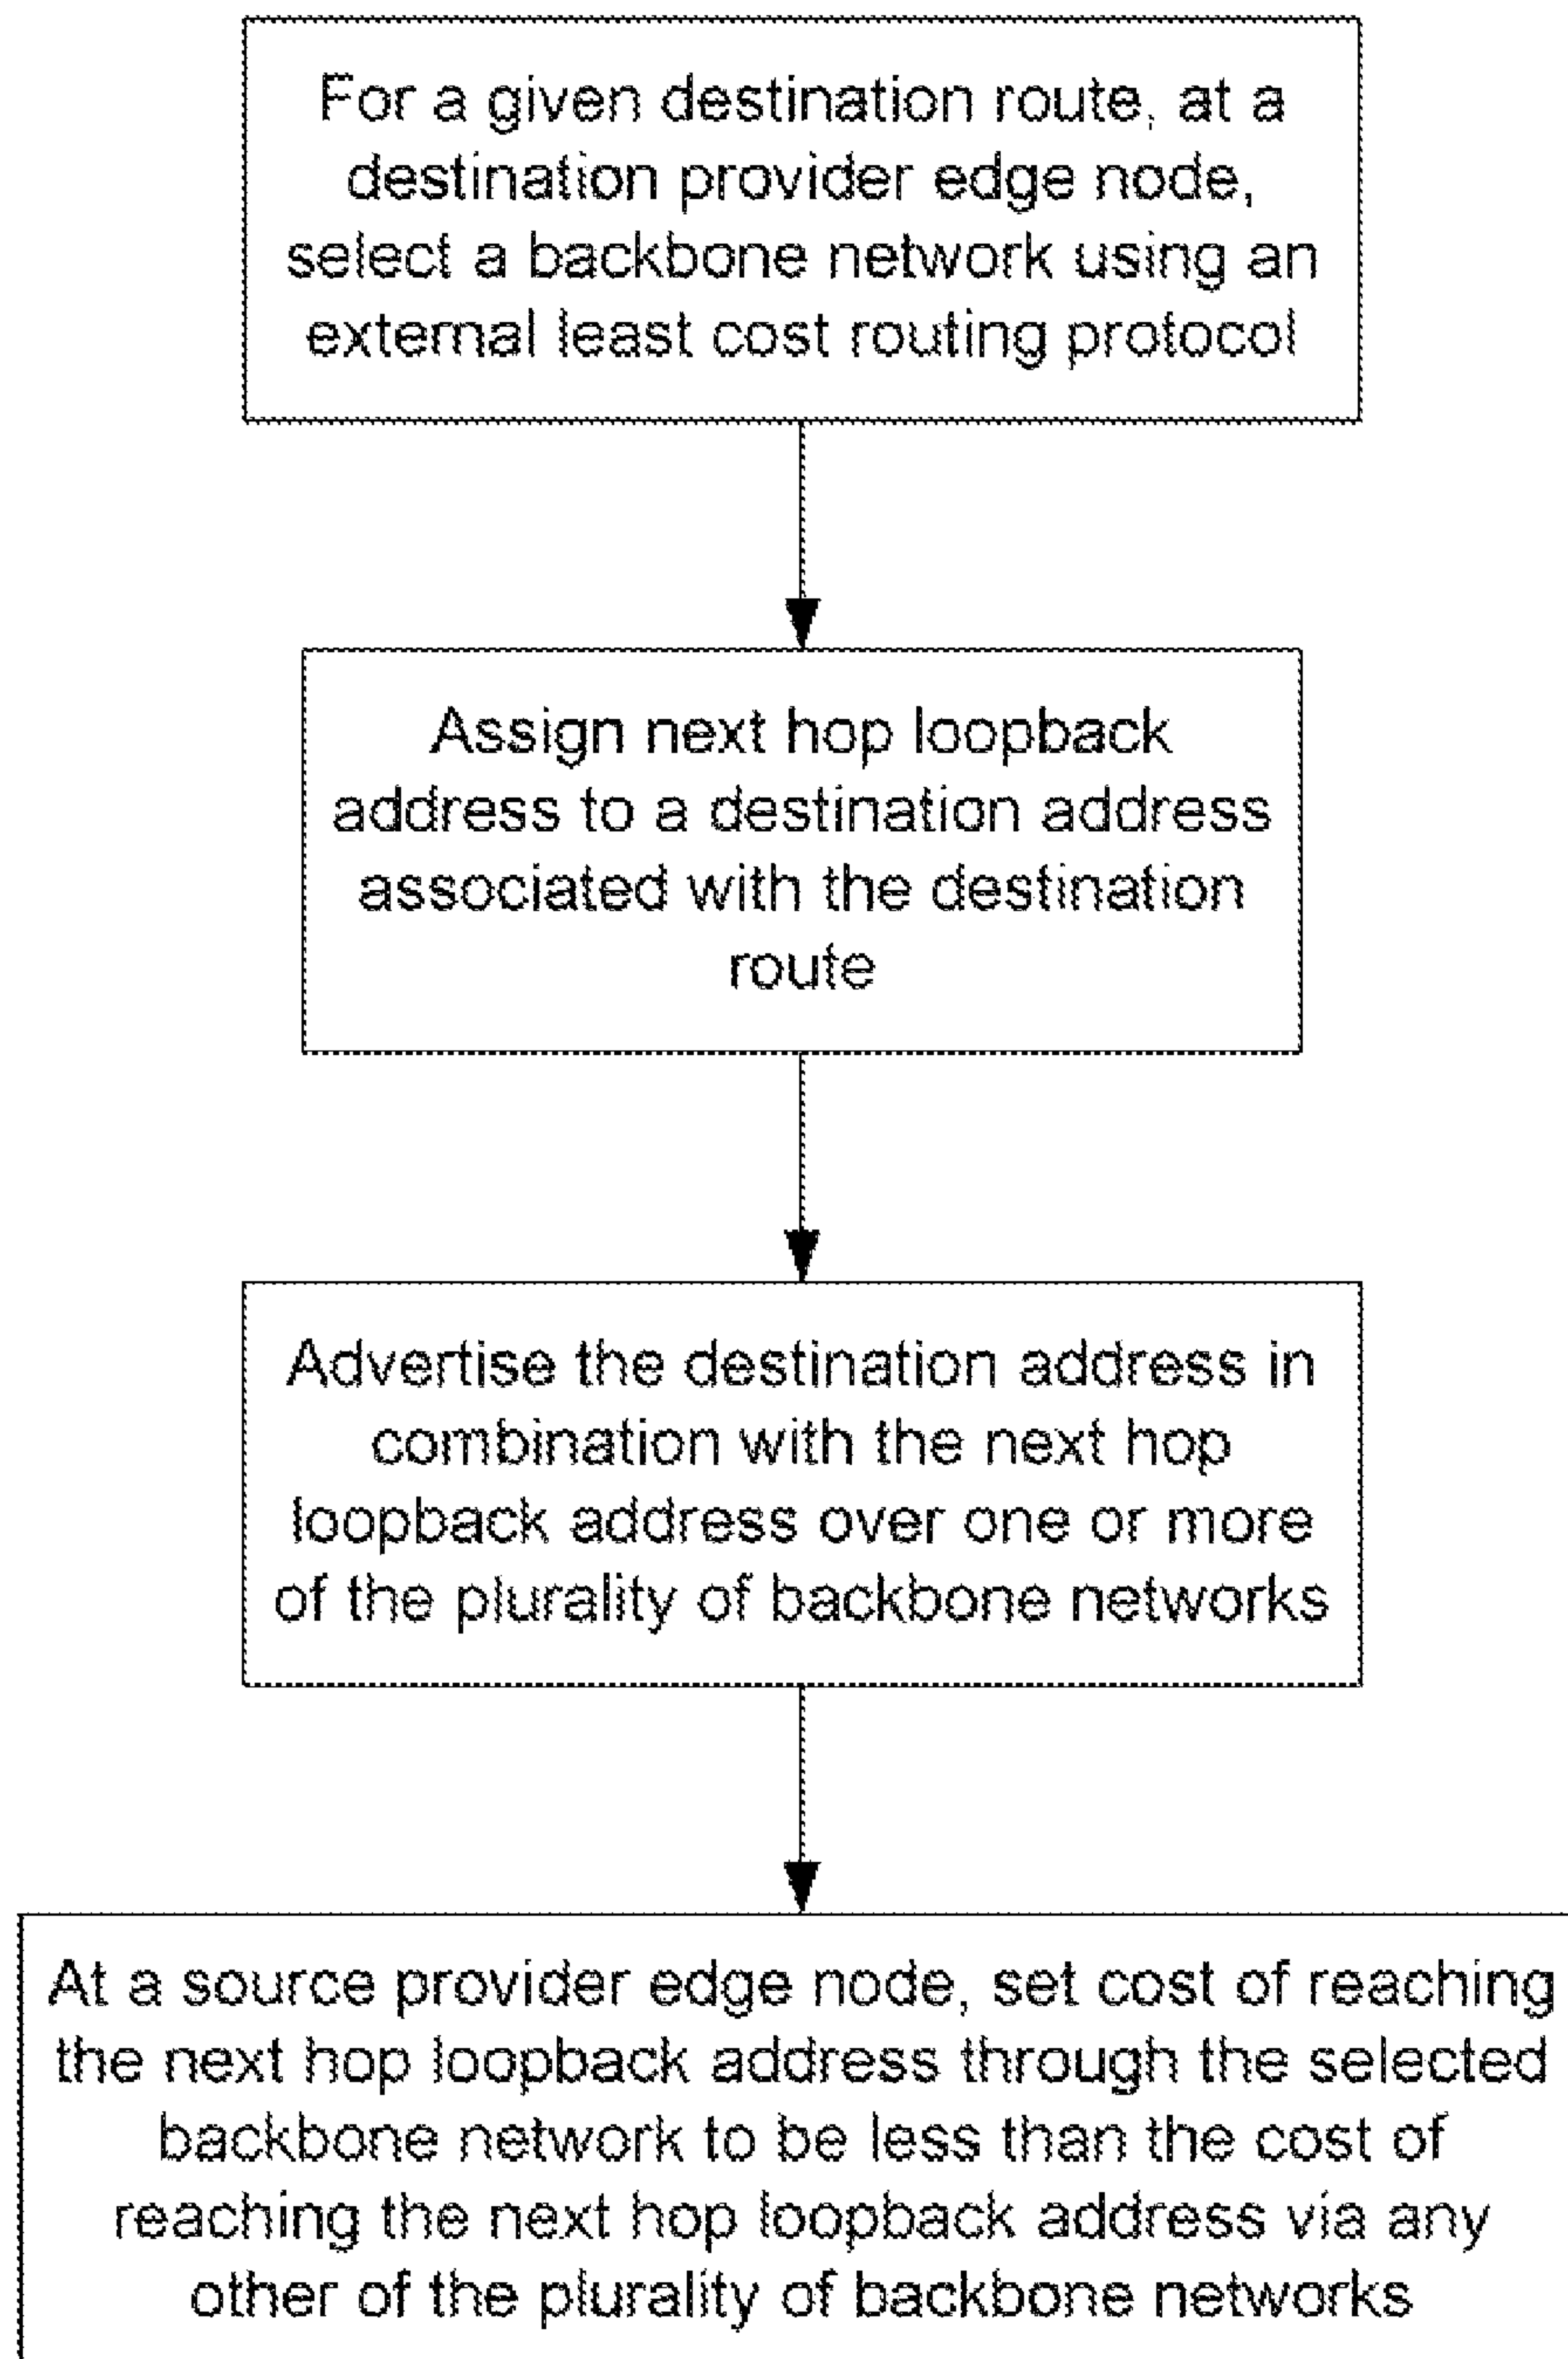 For a given destination route, at a
destination provider edge node,
select a backbone network using an
external least cost routing protocol
Assign next hop loopback
address to a destination address
associated with the destination
route
Advertise the destination address in
combination with the next hop
loopback address over one or more
of the plurality of backbone networks
At a source provider edge node, set cost of reaching
the next hop loopback address through the selected
backbone network to be less than the cost of
reaching the next hop loopback address via any
other of the plurality of backbone networks